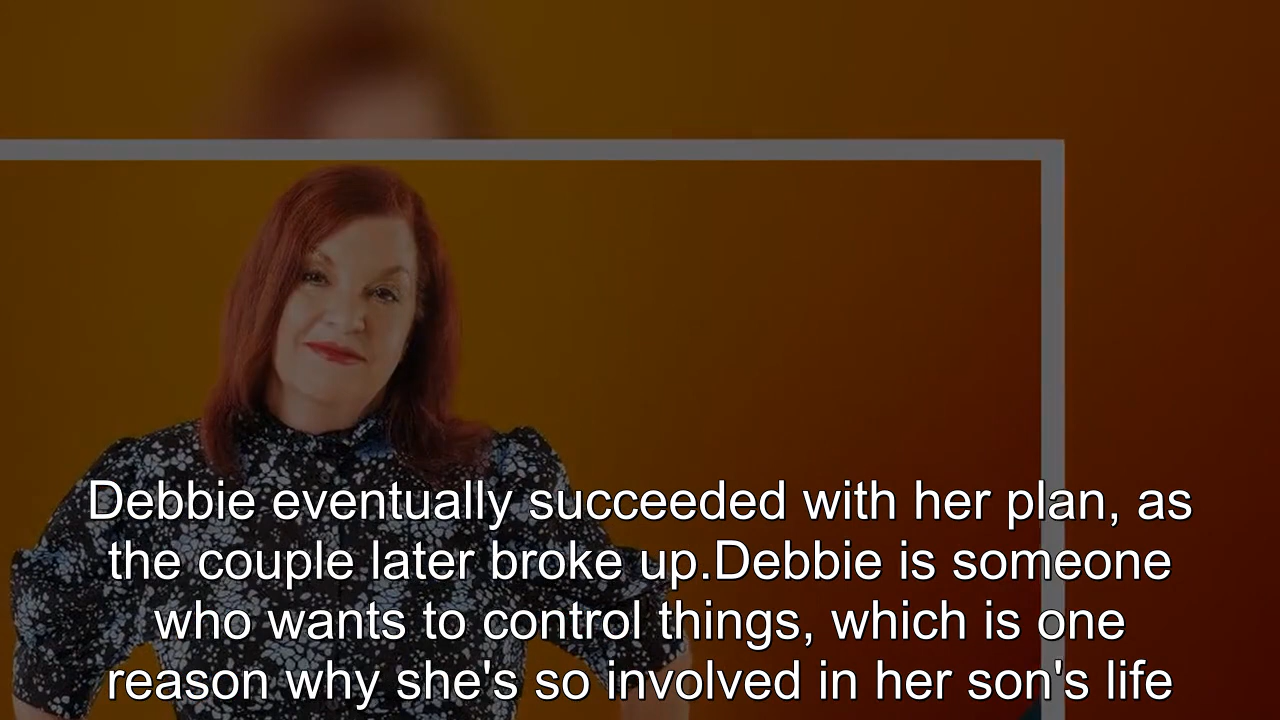 Debbie eventually succeeded with her plan, as
the couple later broke up.Debbie is someone
who wants to control things, which is one
reason why she's so involved in her son's life